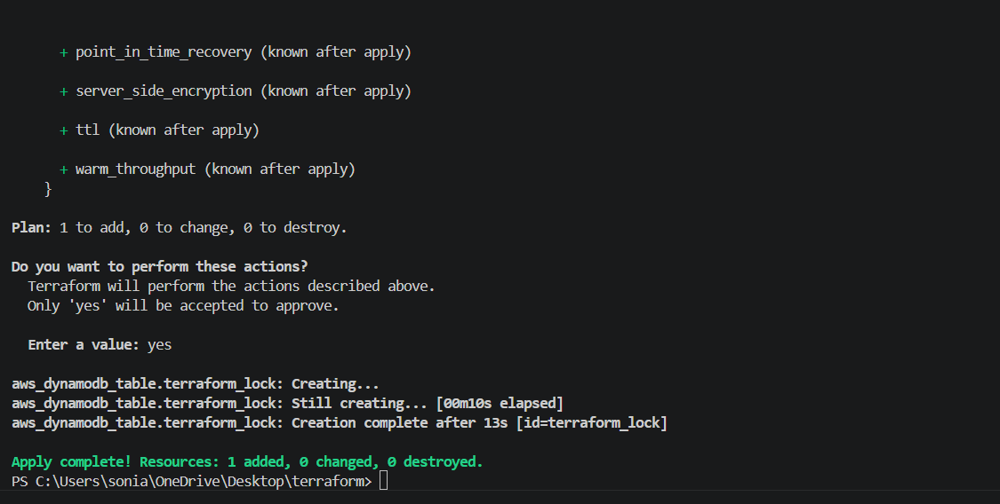 + point_in_time_recovery (known after apply)
+ server_side_encryption (known after apply)
+ ttl (known after apply)
+ warm_throughput (known after apply)
}
Plan: 1 to add, 0 to change, 0 to destroy.
Do you want to perform these actions?
Terraform will perform the actions described above.
Only 'yes' will be accepted to approve.
Enter a value: yes
aws_dynamodb_table.terraform_lock: Creating...
aws_dynamodb_table.terraform_lock: Still creating... [00m10s elapsed]
aws_dynamodb_table.terraform_lock: Creation complete after 13s [id=terraform_lock]
Apply complete! Resources: 1 added, 0 changed, 0 destroyed.
PS C:\Users\sonia\OneDrive\Desktop\terraform>